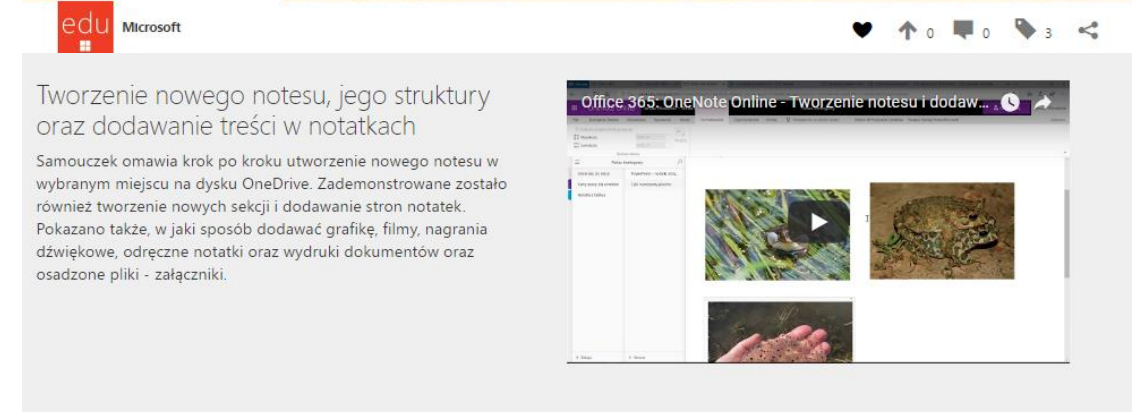 edu
Microsoft
0
0
3
Tworzenie nowego notesu, jego struktury
oraz dodawanie treści w notatkach
Samouczek omawia krok po kroku utworzenie nowego notesu w
wybranym miejscu na dysku OneDrive. Zademonstrowane zostało
również tworzenie nowych sekcji i dodawanie stron notatek.
Pokazano także, w jaki sposób dodawać grafikę, filmy, nagrania
dźwiękowe, odręczne notatki oraz wydruki dokumentów oraz
osadzone pliki - załączniki.
Office 365: OneNote Online - Tworzenie notesu i dodaw...